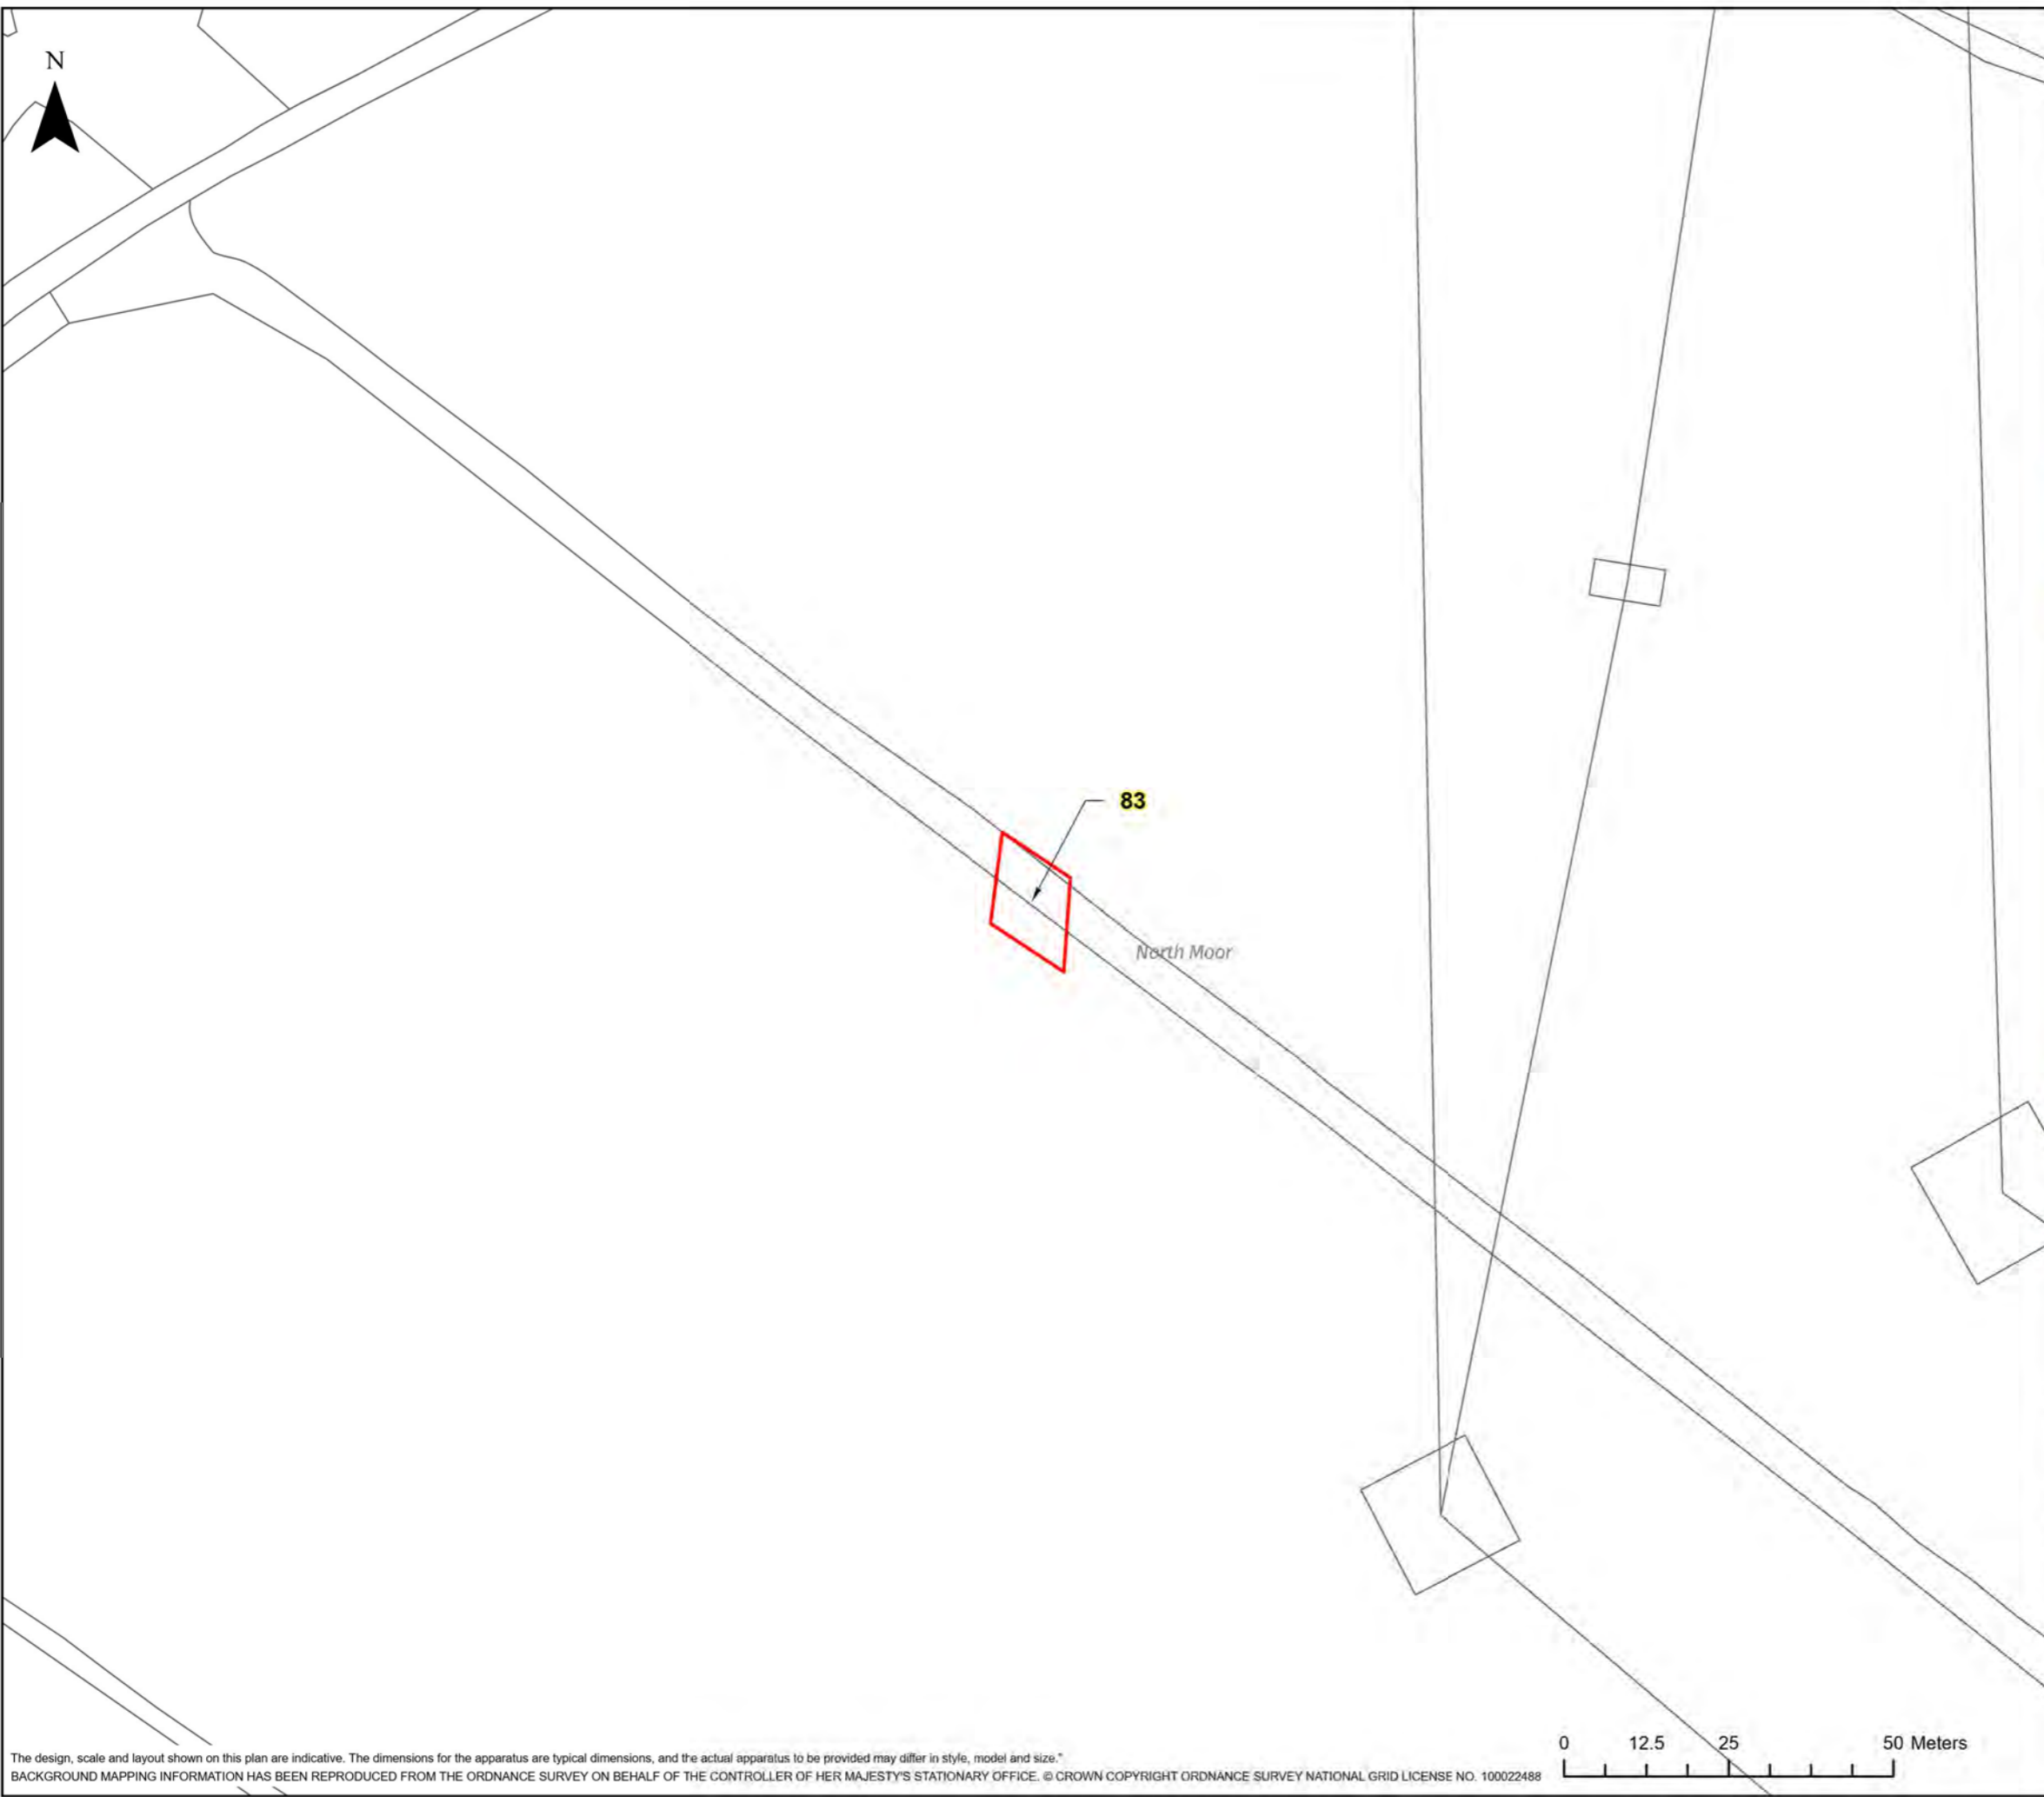 N
83
North Moor
0 12.5 25 50 Meters
The design, scale and layout shown on this plan are indicative. The dimensions for the apparatus are typical dimensions, and the actual apparatus to be provided may differ in style, model and size."
BACKGROUND MAPPING INFORMATION HAS BEEN REPRODUCED FROM THE ORDNANCE SURVEY ON BEHALF OF THE CONTROLLER OF HER MAJESTY'S STATIONARY OFFICE. © CROWN COPYRIGHT ORDNANCE SURVEY NATIONAL GRID LICENSE NO. 100022488